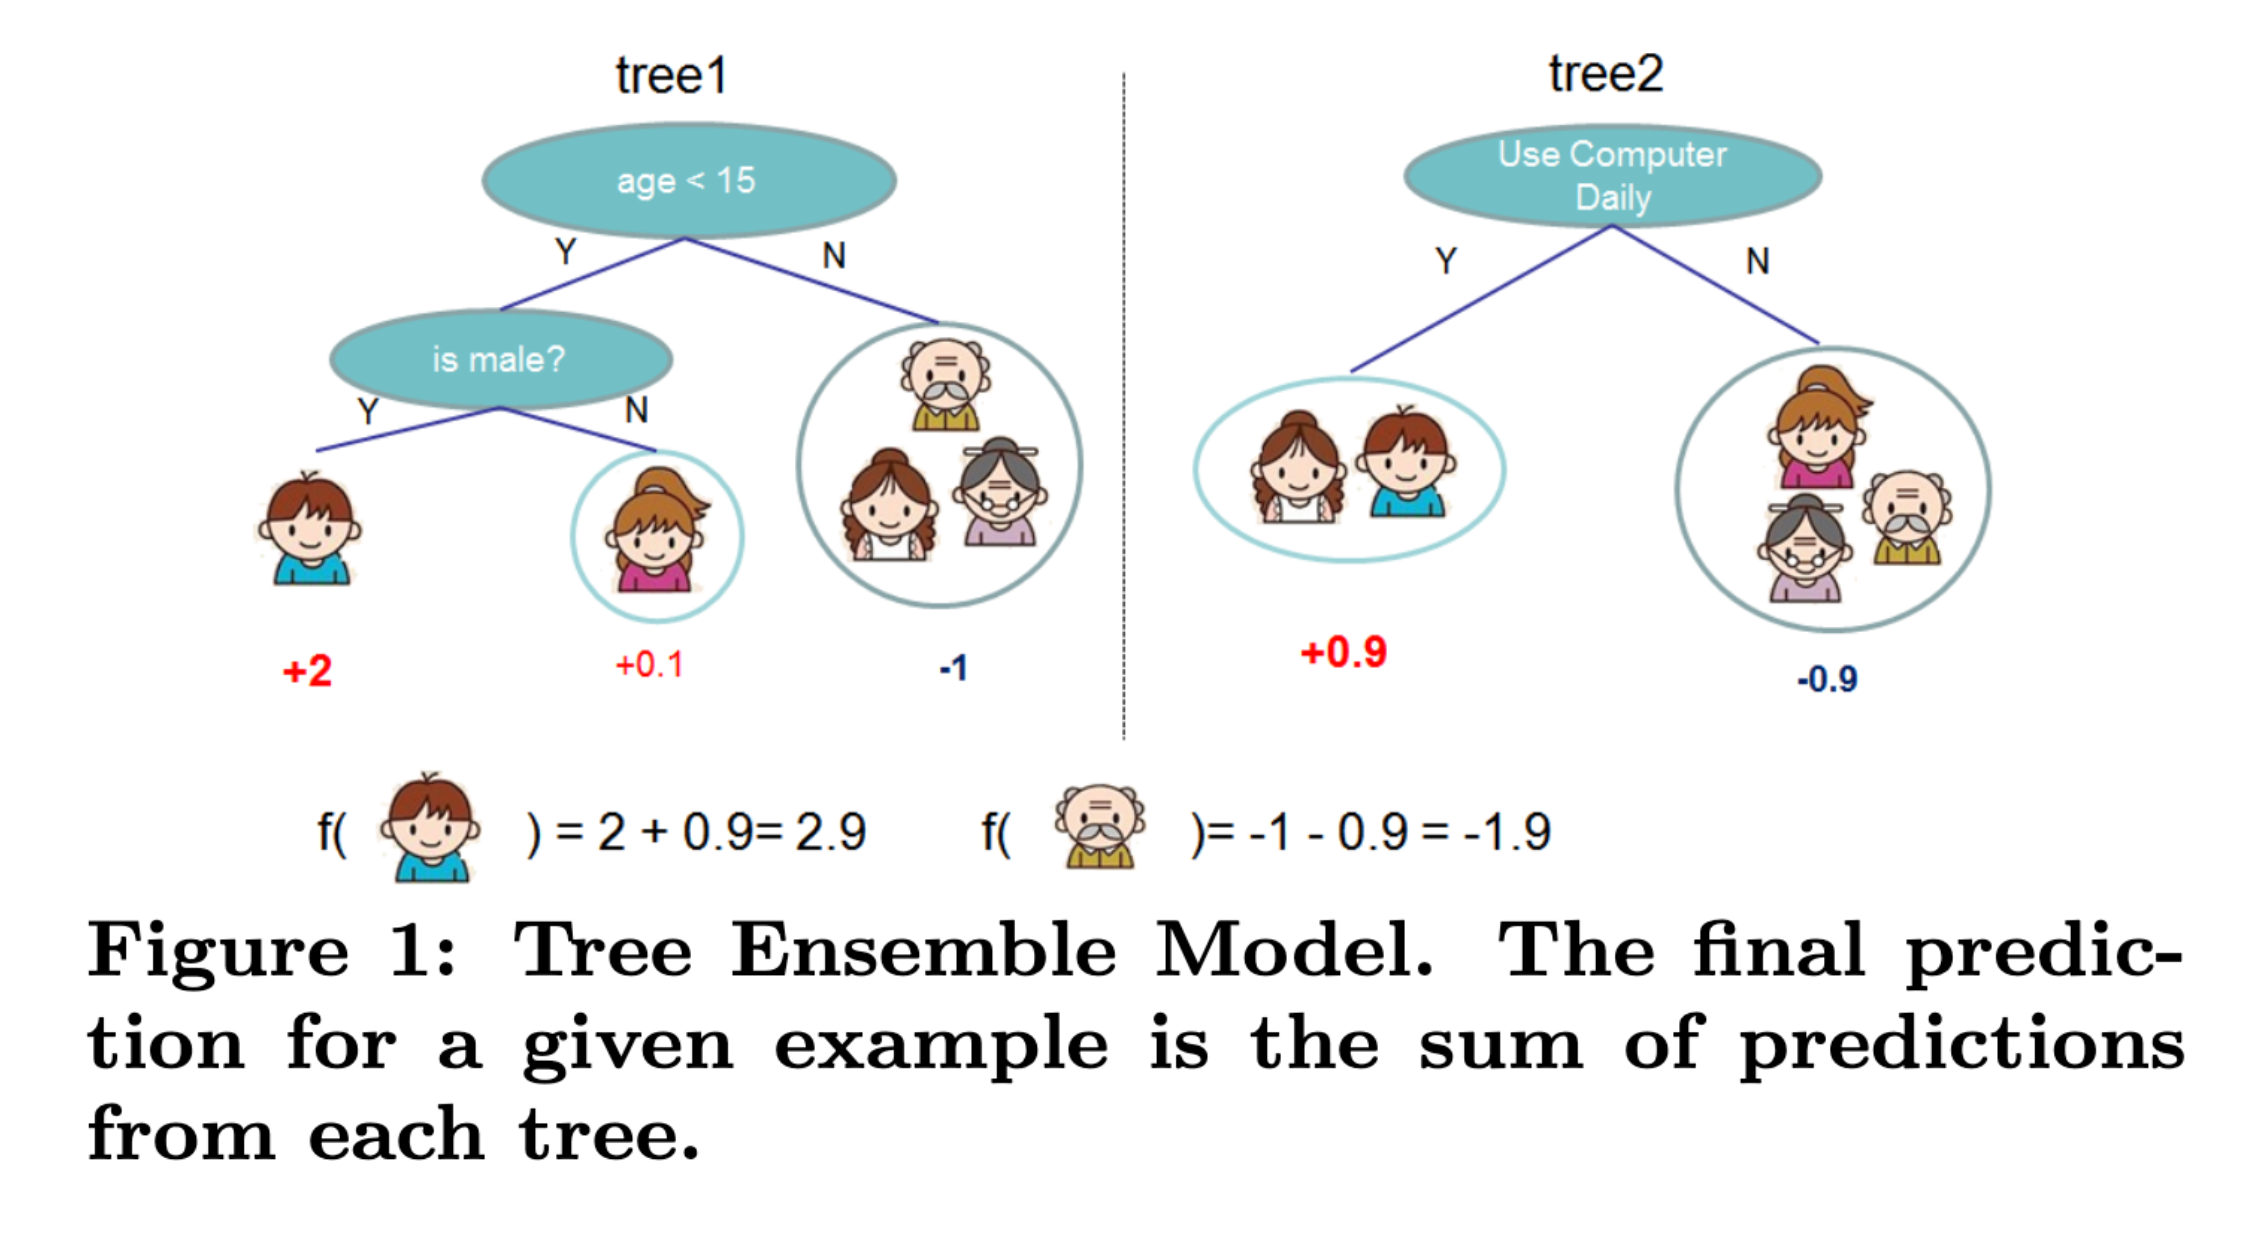 tree1
tree2
age < 15
Use Computer
Daily
Y
N
Y
N
is male?
Y
N
+2
+0.1
-1
+0.9
-0.9
f( ) = 2 + 0.9= 2.9
f( )= -1 - 0.9 = -1.9
Figure 1: Tree Ensemble Model. The final predic-
tion for a given example is the sum of predictions
from each tree.